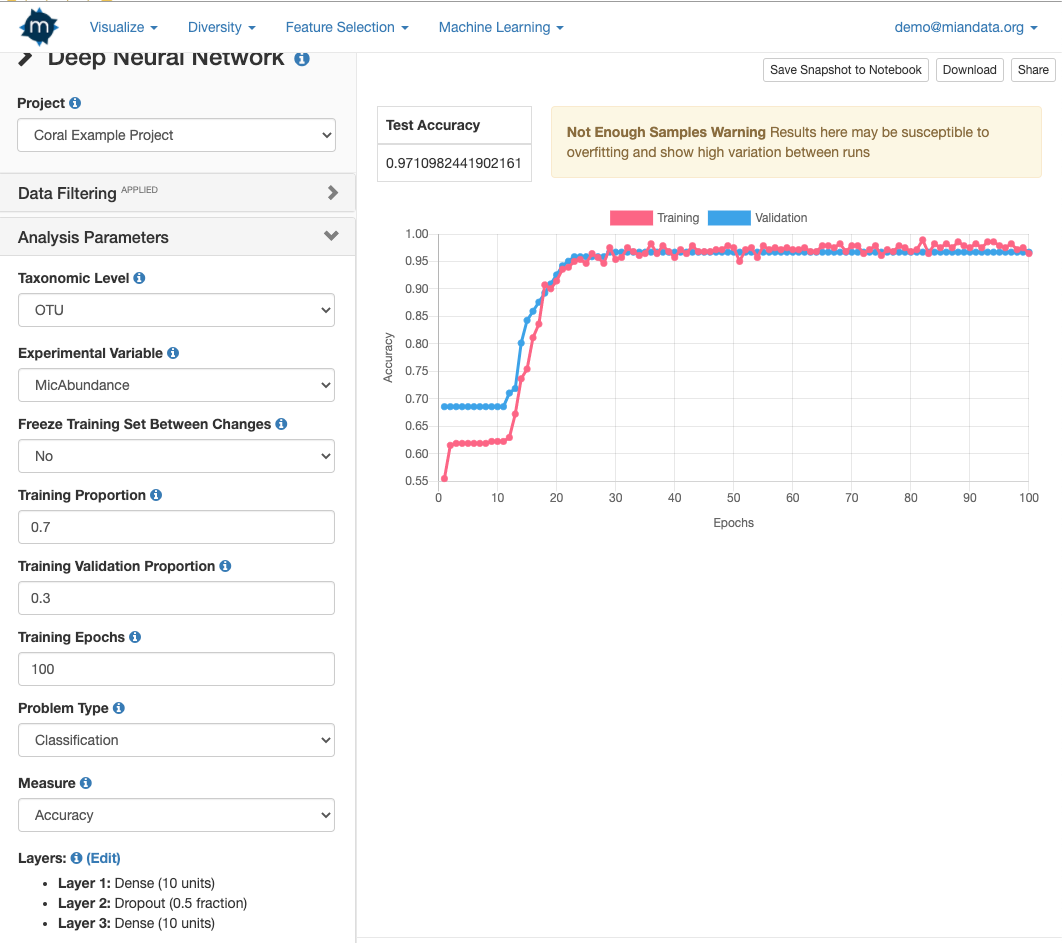 m
Visualize
Diversity
Feature Selection
Machine Learning
demo@miandata.org
Deep Neural Network
Project
Coral Example Project
Data Filtering APPLIED
Analysis Parameters
Taxonomic Level
OTU
Experimental Variable
MicAbundance
Freeze Training Set Between Changes
No
Training Proportion
0.7
Training Validation Proportion
0.3
Training Epochs
100
Problem Type
Classification
Measure
Accuracy
Layers: (Edit)
• Layer 1: Dense (10 units)
• Layer 2: Dropout (0.5 fraction)
• Layer 3: Dense (10 units)
Save Snapshot to Notebook
Download
Share
Test Accuracy
0.9710982441902161
Not Enough Samples Warning Results here may be susceptible to
overfitting and show high variation between runs
Training
Validation
1.00
0.95
0.90
0.85
0.80
0.75
0.70
0.65
0.60
0.55
Accuracy
0 10 20 30 40 50 60 70 80 90 100
Epochs